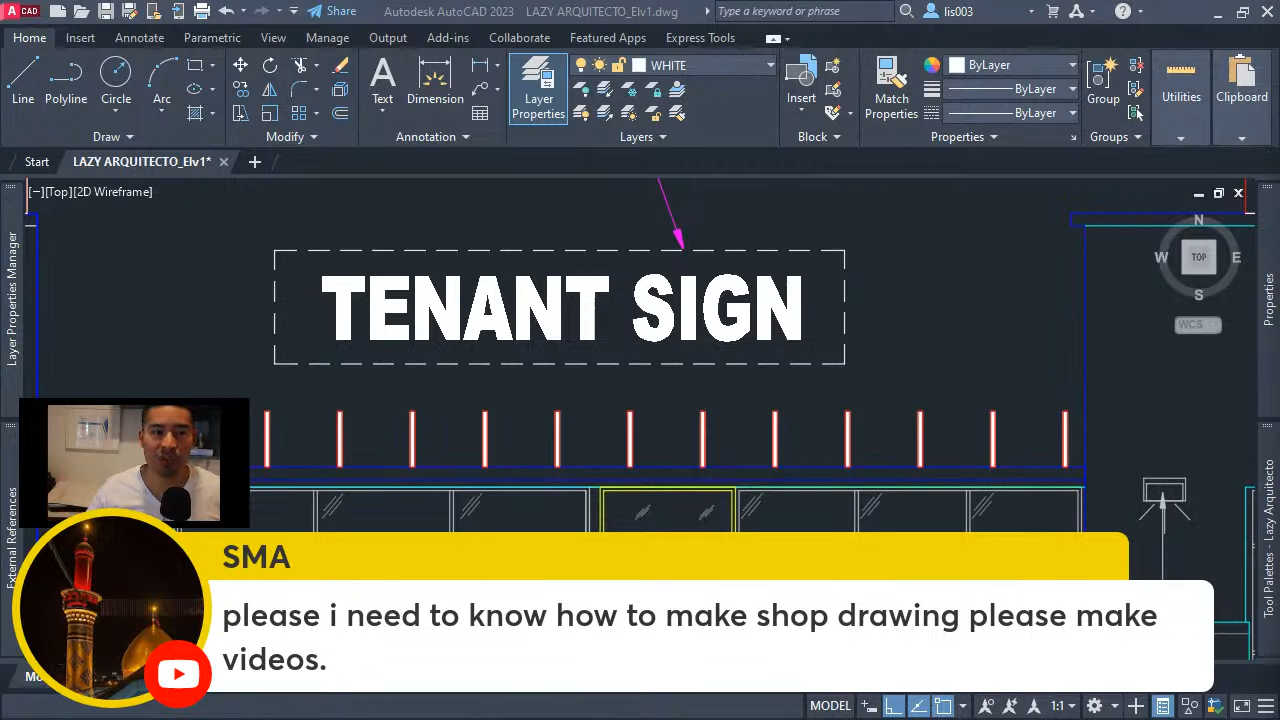 CAD
Share
Autodesk AutoCAD 2023 LAZY ARQUITECTO_Elv1.dwg
Type a keyword or phrase
lis003
Home Insert Annotate Parametric View Manage Output Add-ins Collaborate Featured Apps Express Tools
Line Polyline Circle Arc
Text Dimension
Layer Properties
WHITE
Insert
Match Properties
ByLayer
ByLayer
ByLayer
Group
Utilities
Clipboard
Draw Modify Annotation Layers Block Properties Groups
Start LAZY ARQUITECTO_Elv1*
[−][Top][2D Wireframe]
Layer Properties Manager
External References
Properties
Tool Palettes - Lazy Arquitecto
N
W TOP E
S
WCS
TENANT SIGN
SMA
please i need to know how to make shop drawing please make
videos.
MODEL
1:1